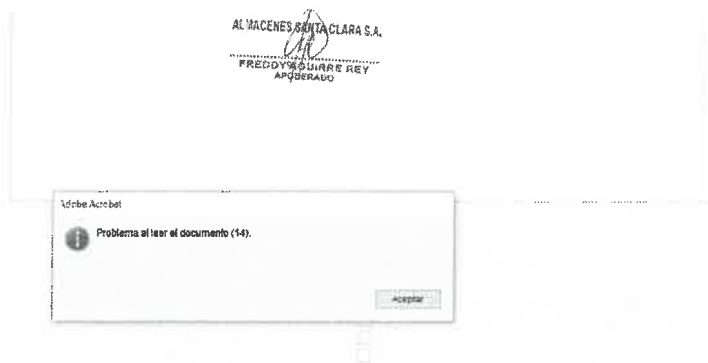 ALMACENES SANTA CLARA S.A.
FREDDY AGUIRRE REY
APODERADO
Adobe Acrobat
Problema al leer el documento (14).
Aceptar